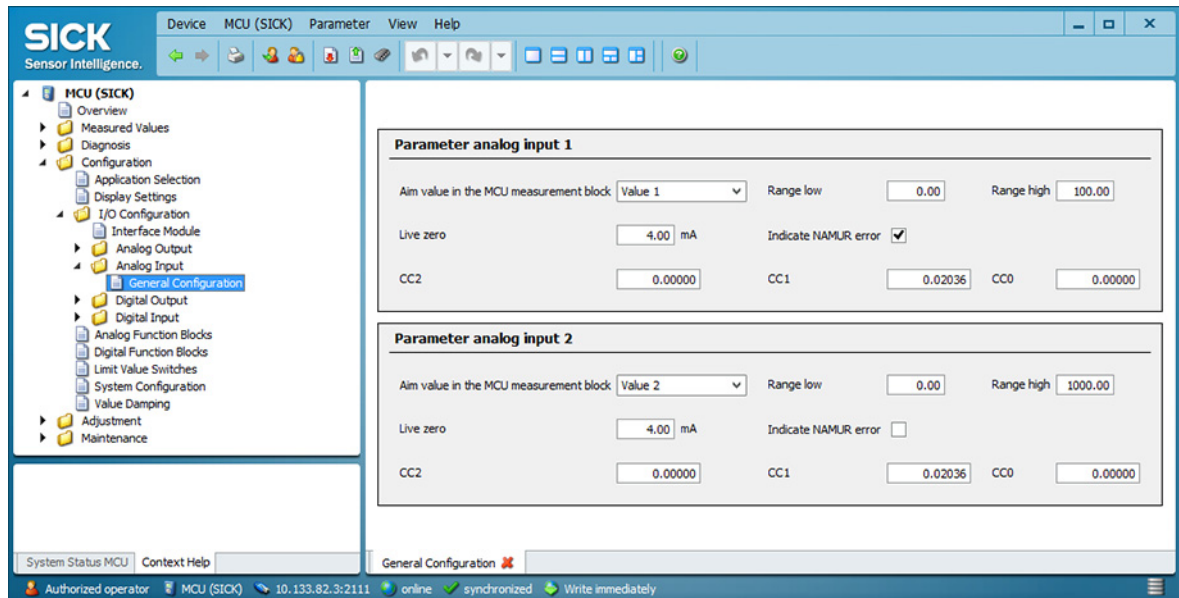 SICK
Sensor Intelligence.
Device MCU (SICK) Parameter View Help
MCU (SICK)
Overview
Measured Values
Diagnosis
Configuration
Application Selection
Display Settings
I/O Configuration
Interface Module
Analog Output
Analog Input
General Configuration
Digital Output
Digital Input
Analog Function Blocks
Digital Function Blocks
Limit Value Switches
System Configuration
Value Damping
Adjustment
Maintenance
System Status MCU Context Help
Parameter analog input 1
Aim value in the MCU measurement block Value 1 Range low 0.00 Range high 100.00
Live zero 4.00 mA Indicate NAMUR error
CC2 0.00000 CC1 0.02036 CC0 0.00000
Parameter analog input 2
Aim value in the MCU measurement block Value 2 Range low 0.00 Range high 1000.00
Live zero 4.00 mA Indicate NAMUR error
CC2 0.00000 CC1 0.02036 CC0 0.00000
General Configuration
Authorized operator MCU (SICK) 10.133.82.3:2111 online synchronized Write immediately